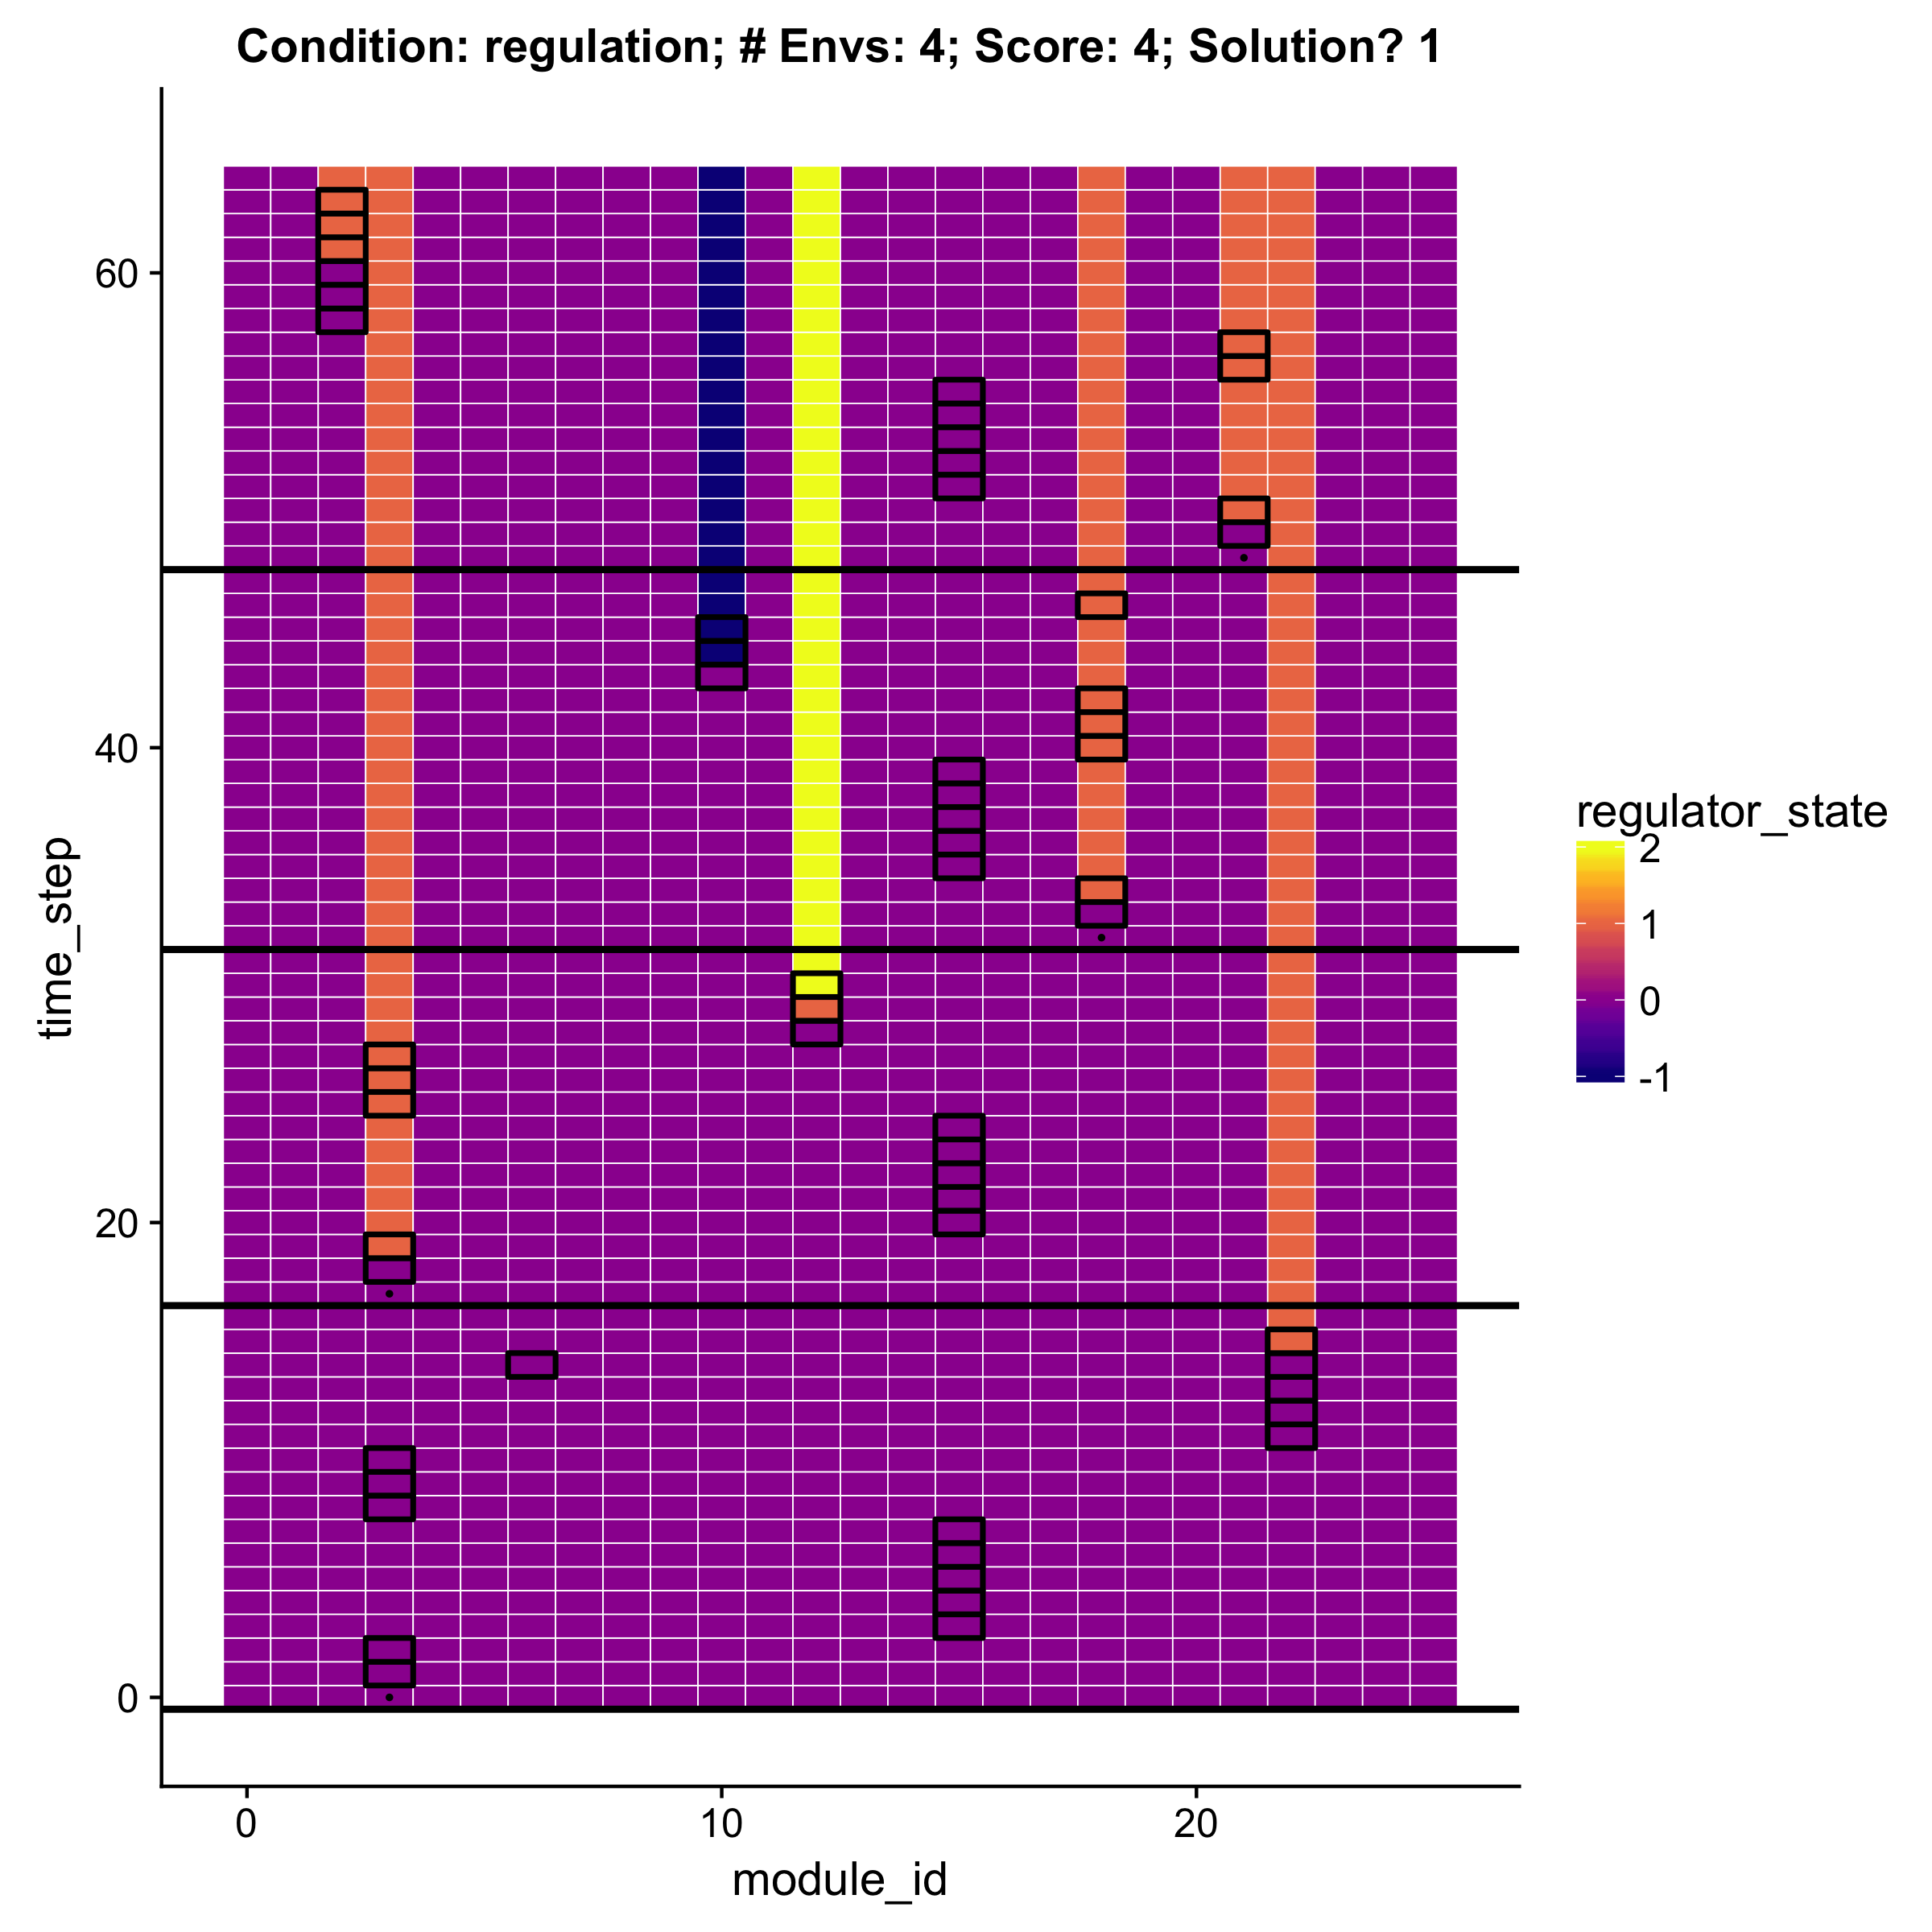 Condition: regulation; # Envs: 4; Score: 4; Solution? 1
60
40
20
0
time_step
0
10
20
module_id
regulator_state
2
1
0
-1